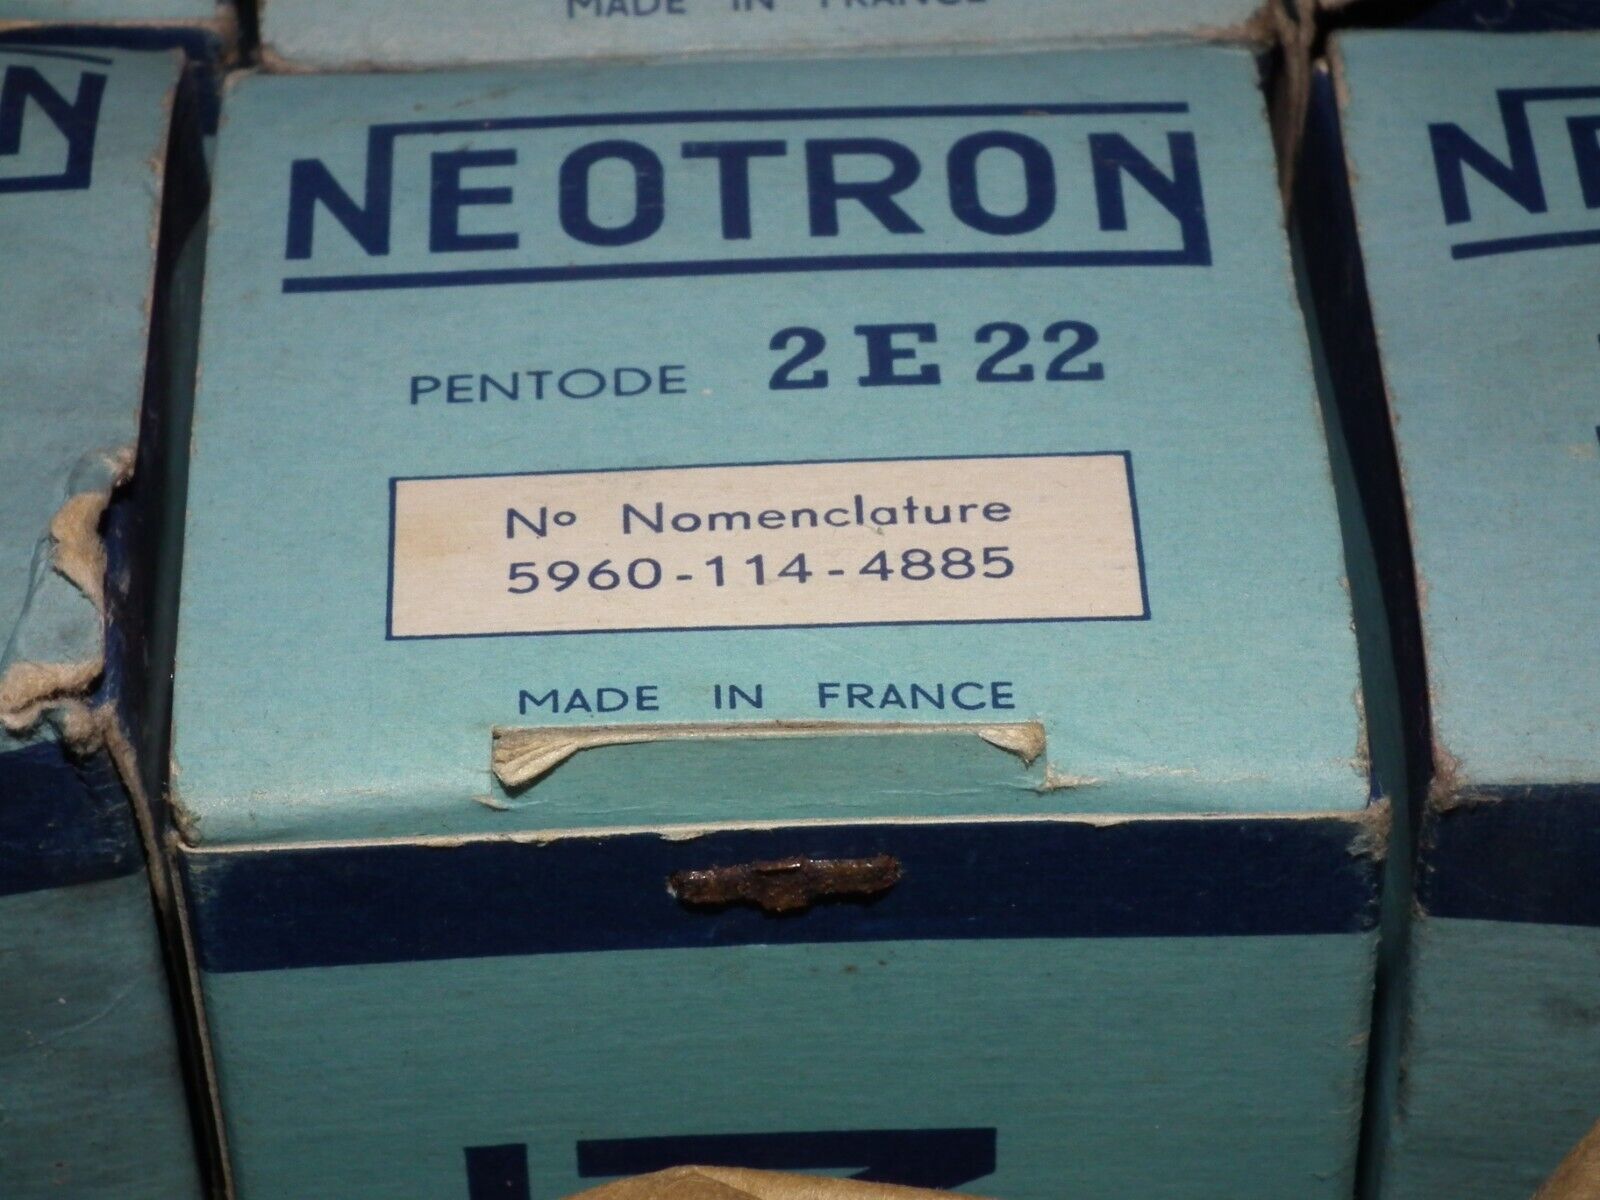 MADE IN FRANCE
NEOTRON
PENTODE 2E22
Nº Nomenclature
5960-114-4885
MADE IN FRANCE